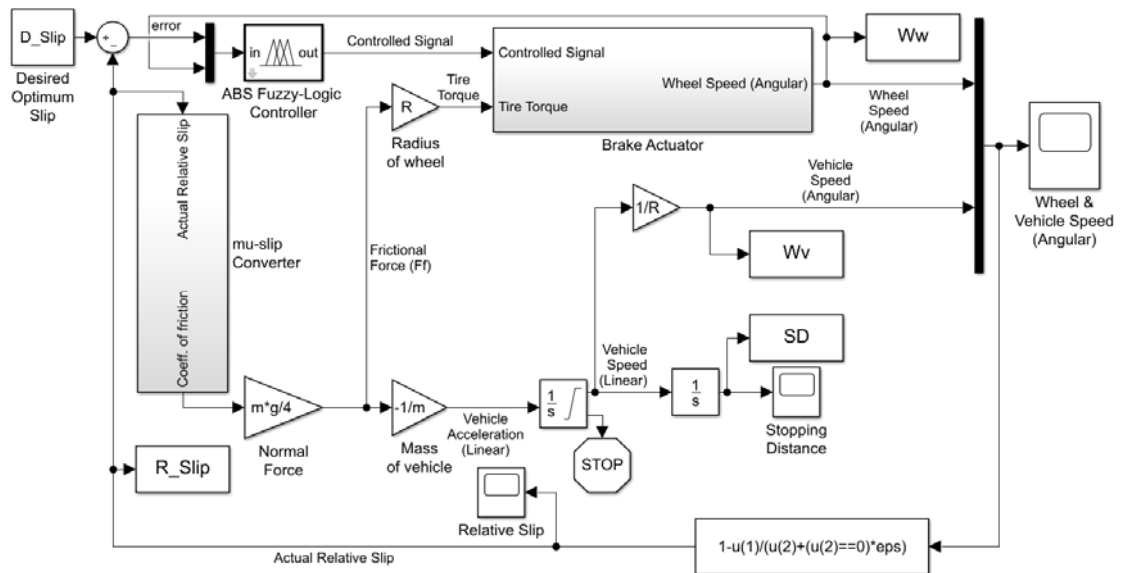 D_Slip
Desired
Optimum
Slip
+
_
error
in
out
ABS Fuzzy-Logic
Controller
Controlled Signal
Controlled Signal
Tire Torque
Wheel Speed (Angular)
Brake Actuator
Tire
Torque
R
Radius
of wheel
Ww
Wheel
Speed
(Angular)
Wheel &
Vehicle Speed
(Angular)
Vehicle
Speed
(Angular)
1/R
Wv
Actual Relative Slip
Coeff. of friction
mu-slip
Converter
Frictional
Force (Ff)
m*g/4
Normal
Force
-1/m
Mass
of vehicle
Vehicle
Acceleration
(Linear)
1
s
Vehicle
Speed
(Linear)
1
s
SD
Stopping
Distance
STOP
R_Slip
Relative Slip
Actual Relative Slip
1-u(1)/(u(2)+(u(2)==0)*eps)